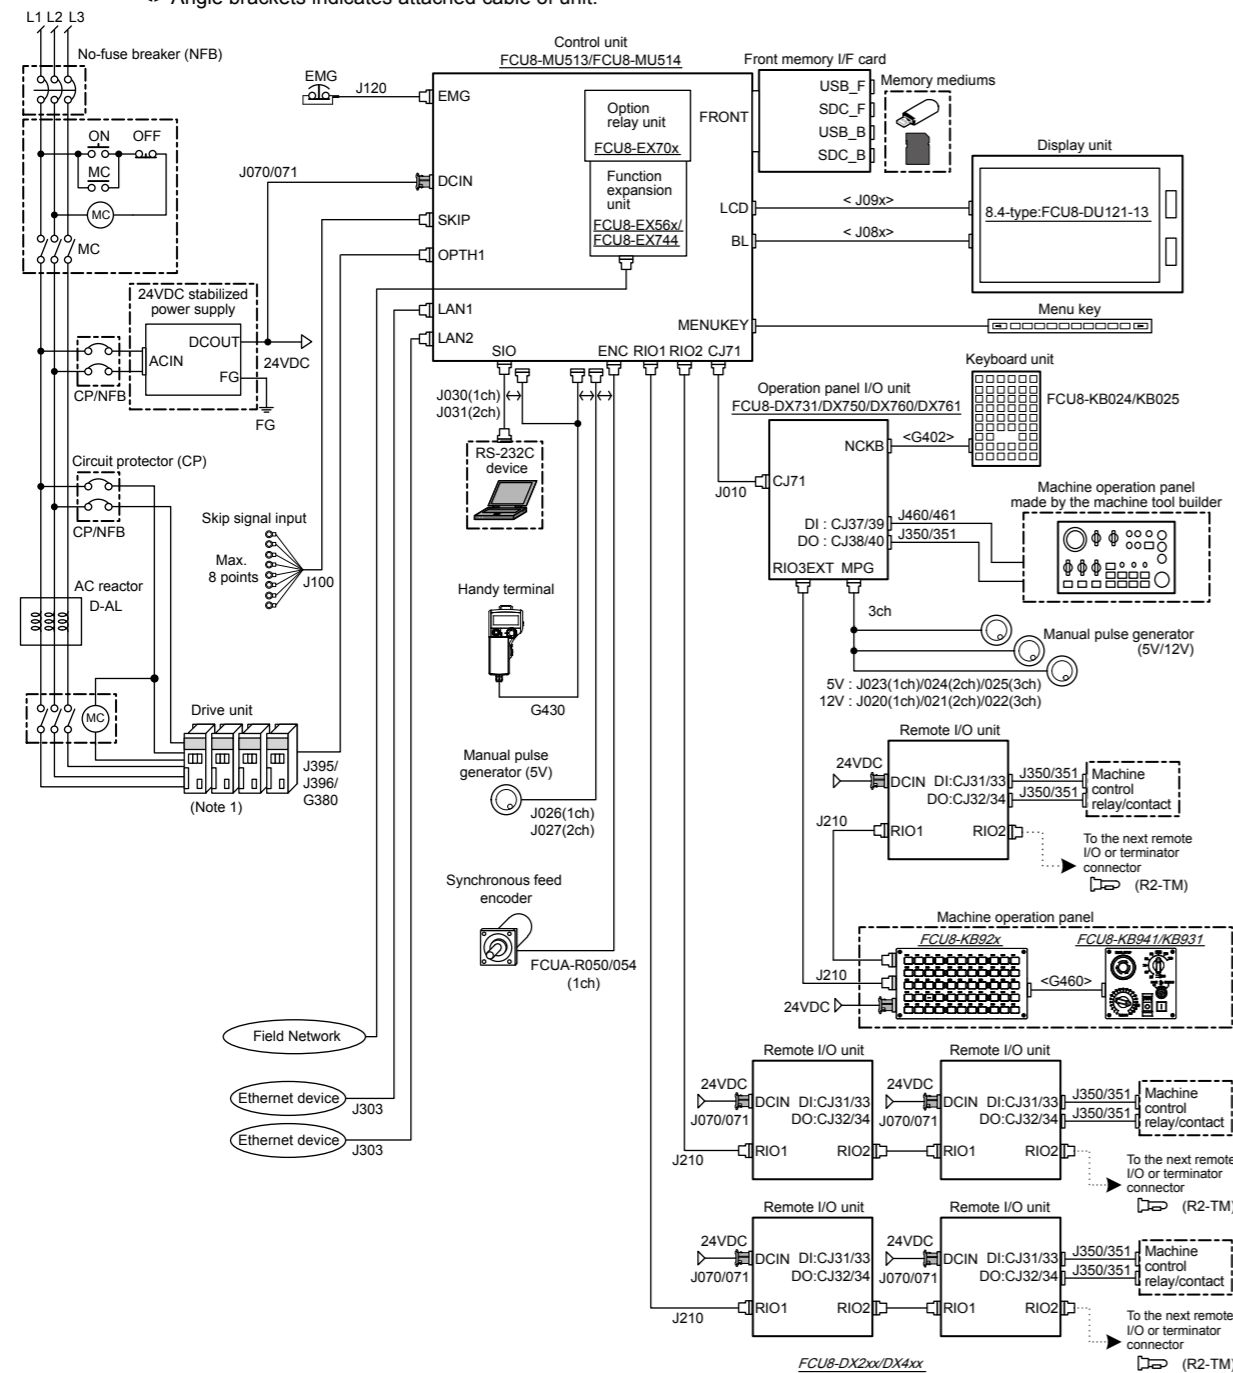 <> Angle brackets indicates attached cable of unit.
L1 L2 L3
No-fuse breaker (NFB)
ON OFF
MC
MC
MC
24VDC stabilized
power supply
DCOUT
ACIN
FG
24VDC
FG
CP/NFB
Circuit protector (CP)
CP/NFB
AC reactor
D-AL
MC
Drive unit
(Note 1)
J395/
J396/
G380
Skip signal input
Max.
8 points
J100
EMG
J120
J070/071
Control unit
FCU8-MU513/FCU8-MU514
EMG
DCIN
SKIP
OPTH1
LAN1
LAN2
Option
relay unit
FCU8-EX70x
Function
expansion
unit
FCU8-EX56x/
FCU8-EX744
FRONT
LCD
BL
MENUKEY
SIO
ENC RIO1 RIO2 CJ71
Front memory I/F card
USB_F
SDC_F
USB_B
SDC_B
Memory mediums
Display unit
8.4-type:FCU8-DU121-13
< J09x>
< J08x>
Menu key
Keyboard unit
FCU8-KB024/KB025
J030(1ch)
J031(2ch)
RS-232C
device
Handy terminal
G430
Manual pulse
generator (5V)
J026(1ch)
J027(2ch)
Synchronous feed
encoder
FCUA-R050/054
(1ch)
Field Network
Ethernet device
J303
Ethernet device
J303
Operation panel I/O unit
FCU8-DX731/DX750/DX760/DX761
NCKB
<G402>
CJ71
J010
DI : CJ37/39
DO : CJ38/40
RIO3EXT MPG
J460/461
J350/351
Machine operation panel
made by the machine tool builder
3ch
Manual pulse generator
(5V/12V)
5V : J023(1ch)/024(2ch)/025(3ch)
12V : J020(1ch)/021(2ch)/022(3ch)
Remote I/O unit
24VDC
DCIN DI:CJ31/33
DO:CJ32/34
RIO1 RIO2
J210
J350/351
J350/351
Machine
control
relay/contact
To the next remote
I/O or terminator
connector
(R2-TM)
Machine operation panel
FCU8-KB92x
FCU8-KB941/KB931
J210
<G460>
24VDC
Remote I/O unit
Remote I/O unit
24VDC
J070/071
DCIN DI:CJ31/33
DO:CJ32/34
RIO1 RIO2
J210
24VDC
J070/071
DCIN DI:CJ31/33
DO:CJ32/34
RIO1 RIO2
J350/351
J350/351
Machine
control
relay/contact
To the next remote
I/O or terminator
connector
(R2-TM)
Remote I/O unit
Remote I/O unit
24VDC
J070/071
DCIN DI:CJ31/33
DO:CJ32/34
RIO1 RIO2
J210
24VDC
J070/071
DCIN DI:CJ31/33
DO:CJ32/34
RIO1 RIO2
J350/351
J350/351
Machine
control
relay/contact
To the next remote
I/O or terminator
connector
(R2-TM)
FCU8-DX2xx/DX4xx